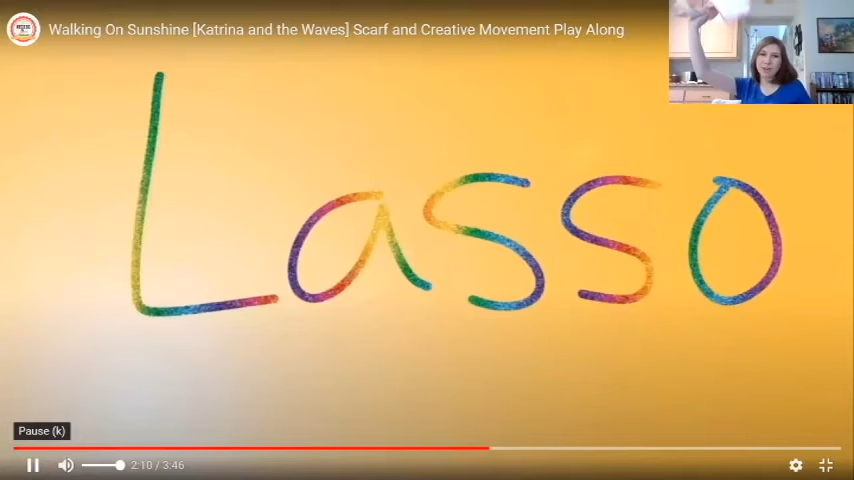 Walking On Sunshine [Katrina and the Waves] Scarf and Creative Movement Play Along
Lasso
Pause (k)
2:10 / 3:46